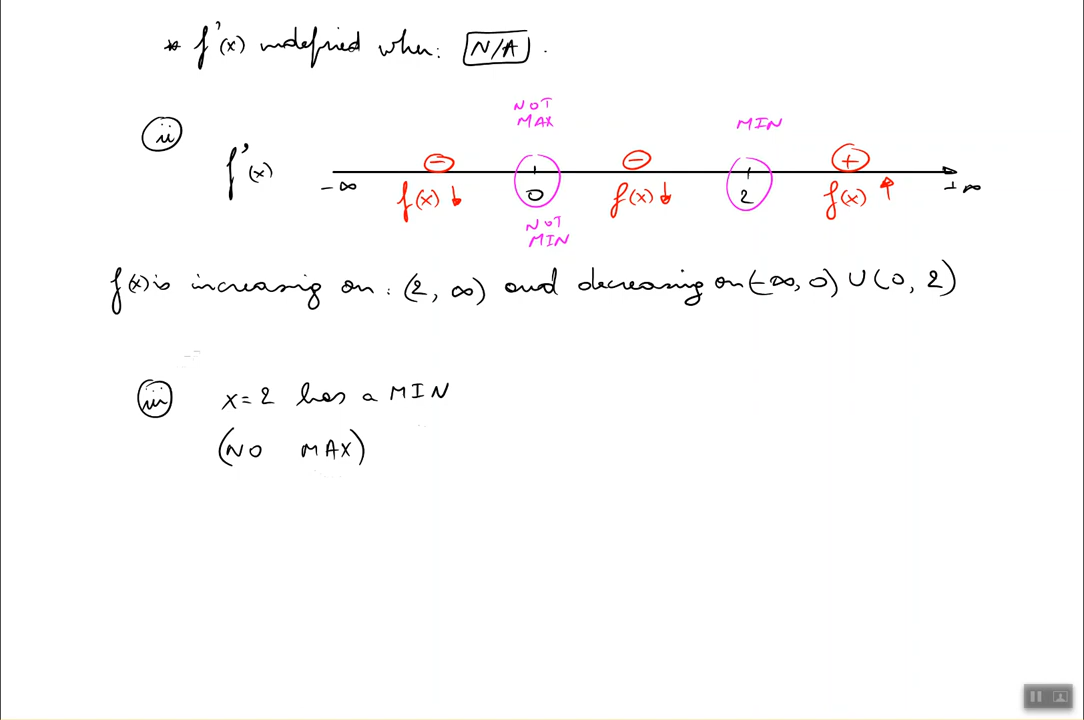 * f'(x) undefined when: N/A.
NOT MAX
MIN
ii
f'(x)
− − +
-∞ f(x) ↓ 0 f(x) ↓ 2 f(x) ↑ +∞
NOT MIN
f(x) is increasing on: (2, ∞) and decreasing on (-∞, 0) ∪ (0, 2)
iii x = 2 has a MIN
(NO MAX)